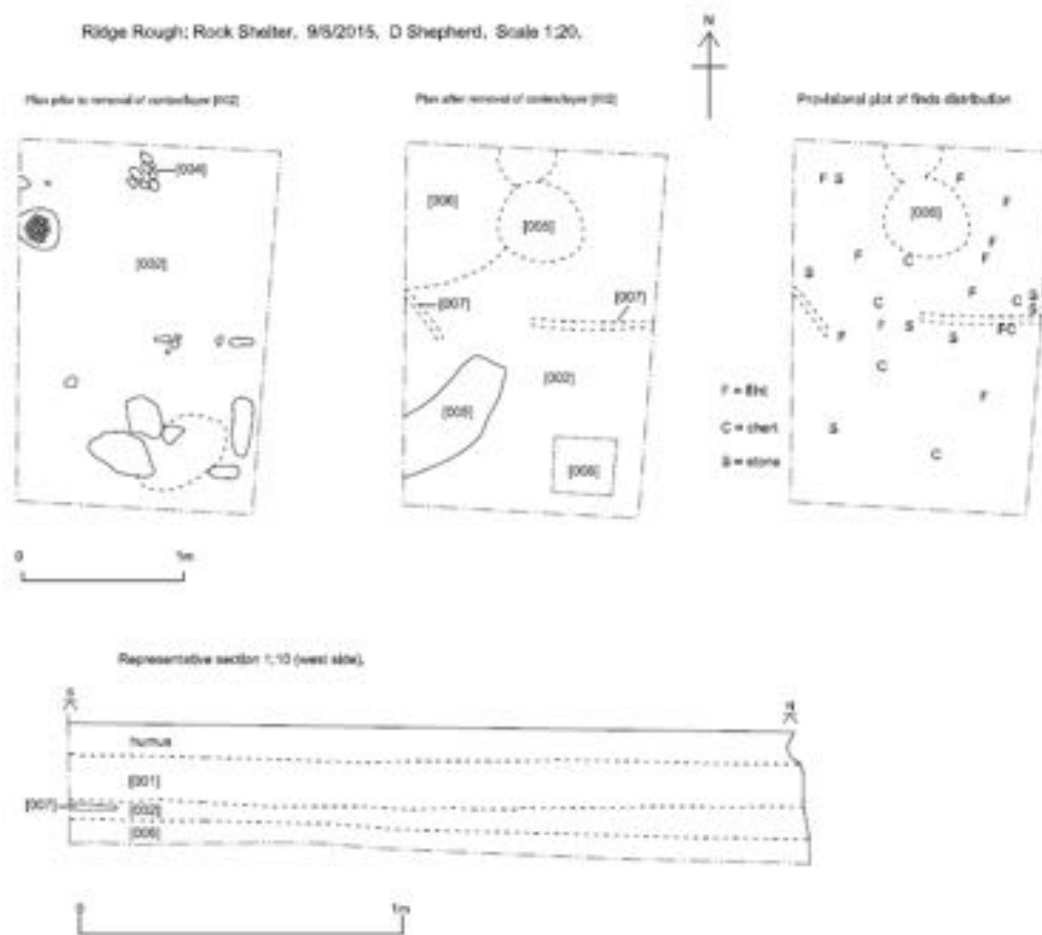 Ridge Rough; Rock Shelter, 9/5/2015, D Shepherd, Scale 1:20,
N
Plan prior to removal of context/layer [002]
Plan after removal of context/layer [002]
Provisional plot of finds distribution
[004]
[002]
[006]
[005]
[007]
[007]
[002]
[003]
[006]
F S
F
F
[005]
F
F
F
C
S
F
C
C
S
S
F
S
FC
F
S
C
F
S
C
F = flint
C = chert
S = stone
0 1m
Representative section 1:10 (west side),
S N
humus
[001]
[007]
[002]
[006]
0 1m